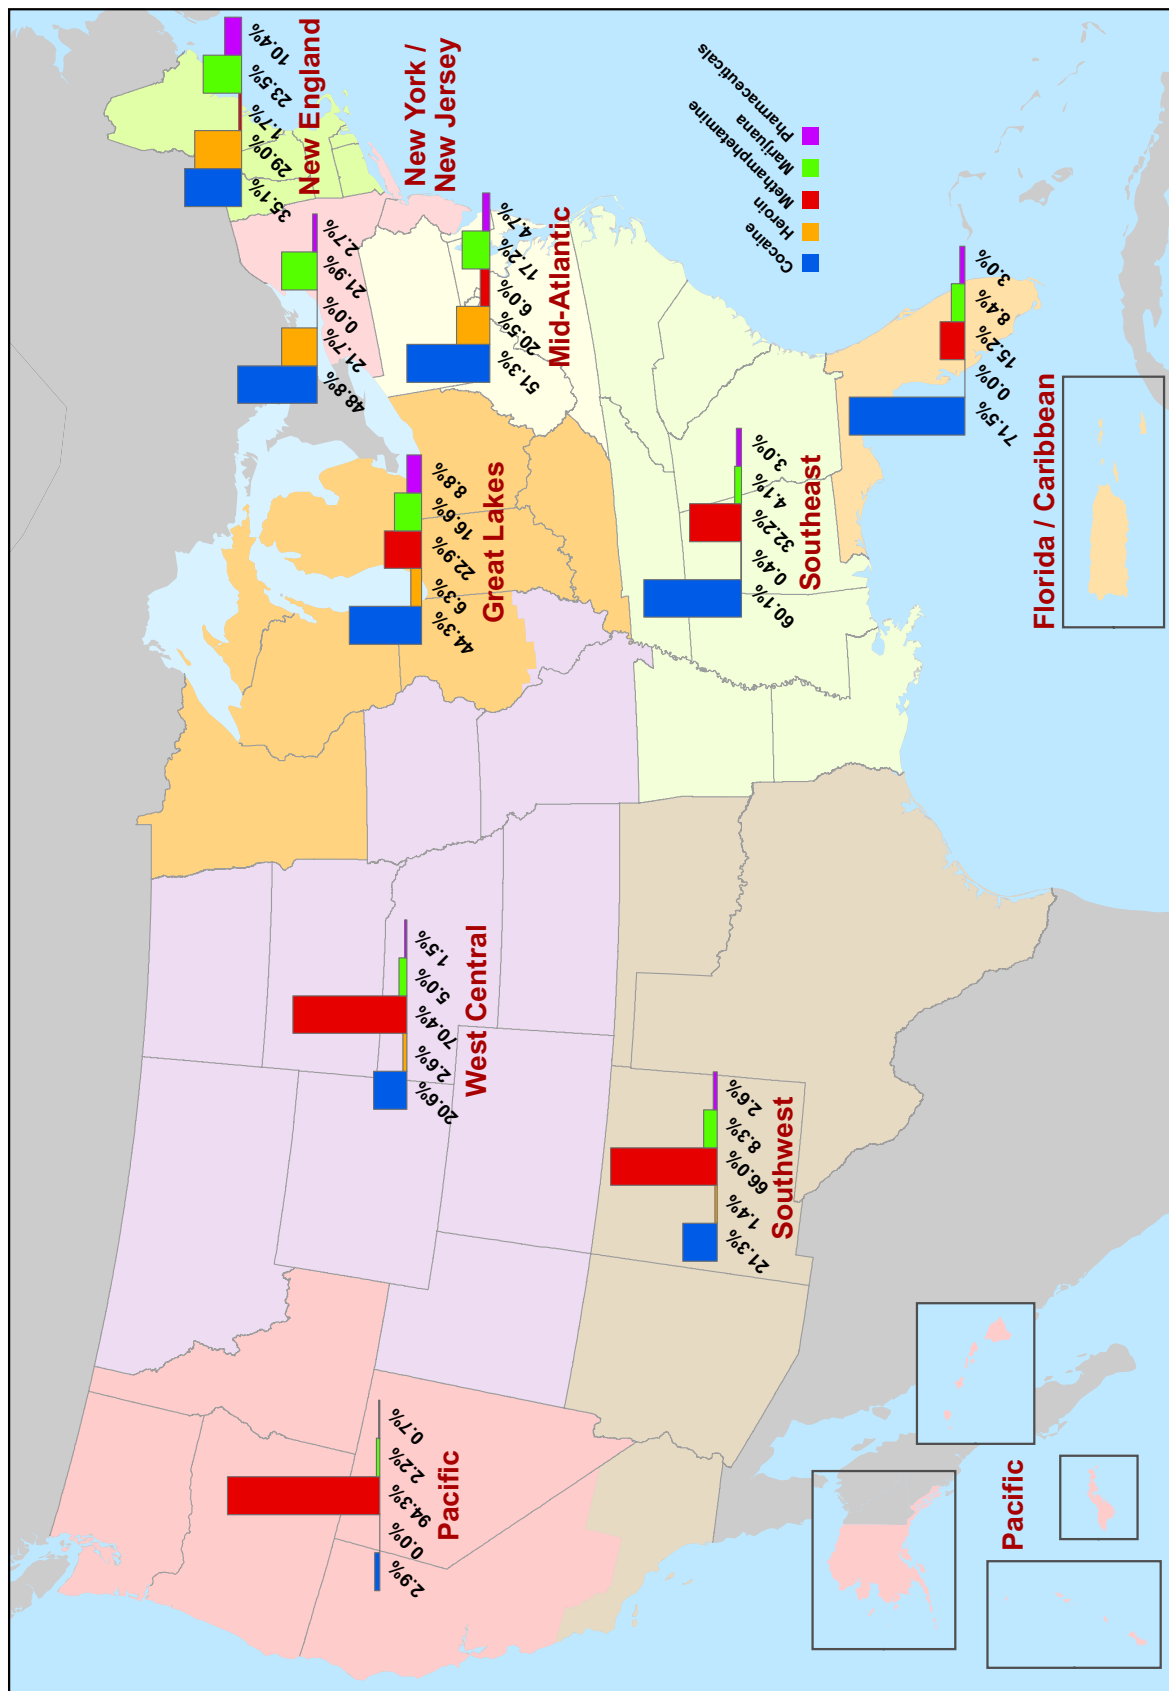 Pacific
2.9%
0.0%
94.3%
2.2%
0.7%
West Central
20.6%
2.6%
70.4%
5.0%
1.5%
Southwest
21.3%
1.4%
66.0%
8.3%
2.6%
Great Lakes
44.3%
6.3%
22.9%
16.6%
8.8%
Southeast
60.1%
0.4%
32.2%
4.1%
3.0%
Florida / Caribbean
71.5%
0.0%
15.2%
8.4%
3.0%
Mid-Atlantic
51.3%
20.5%
6.0%
17.2%
4.7%
New York /
New Jersey
48.8%
21.7%
0.0%
21.9%
2.7%
New England
35.1%
29.0%
1.7%
23.5%
10.4%
Pacific
Cocaine
Heroin
Methamphetamine
Marijuana
Pharmaceuticals